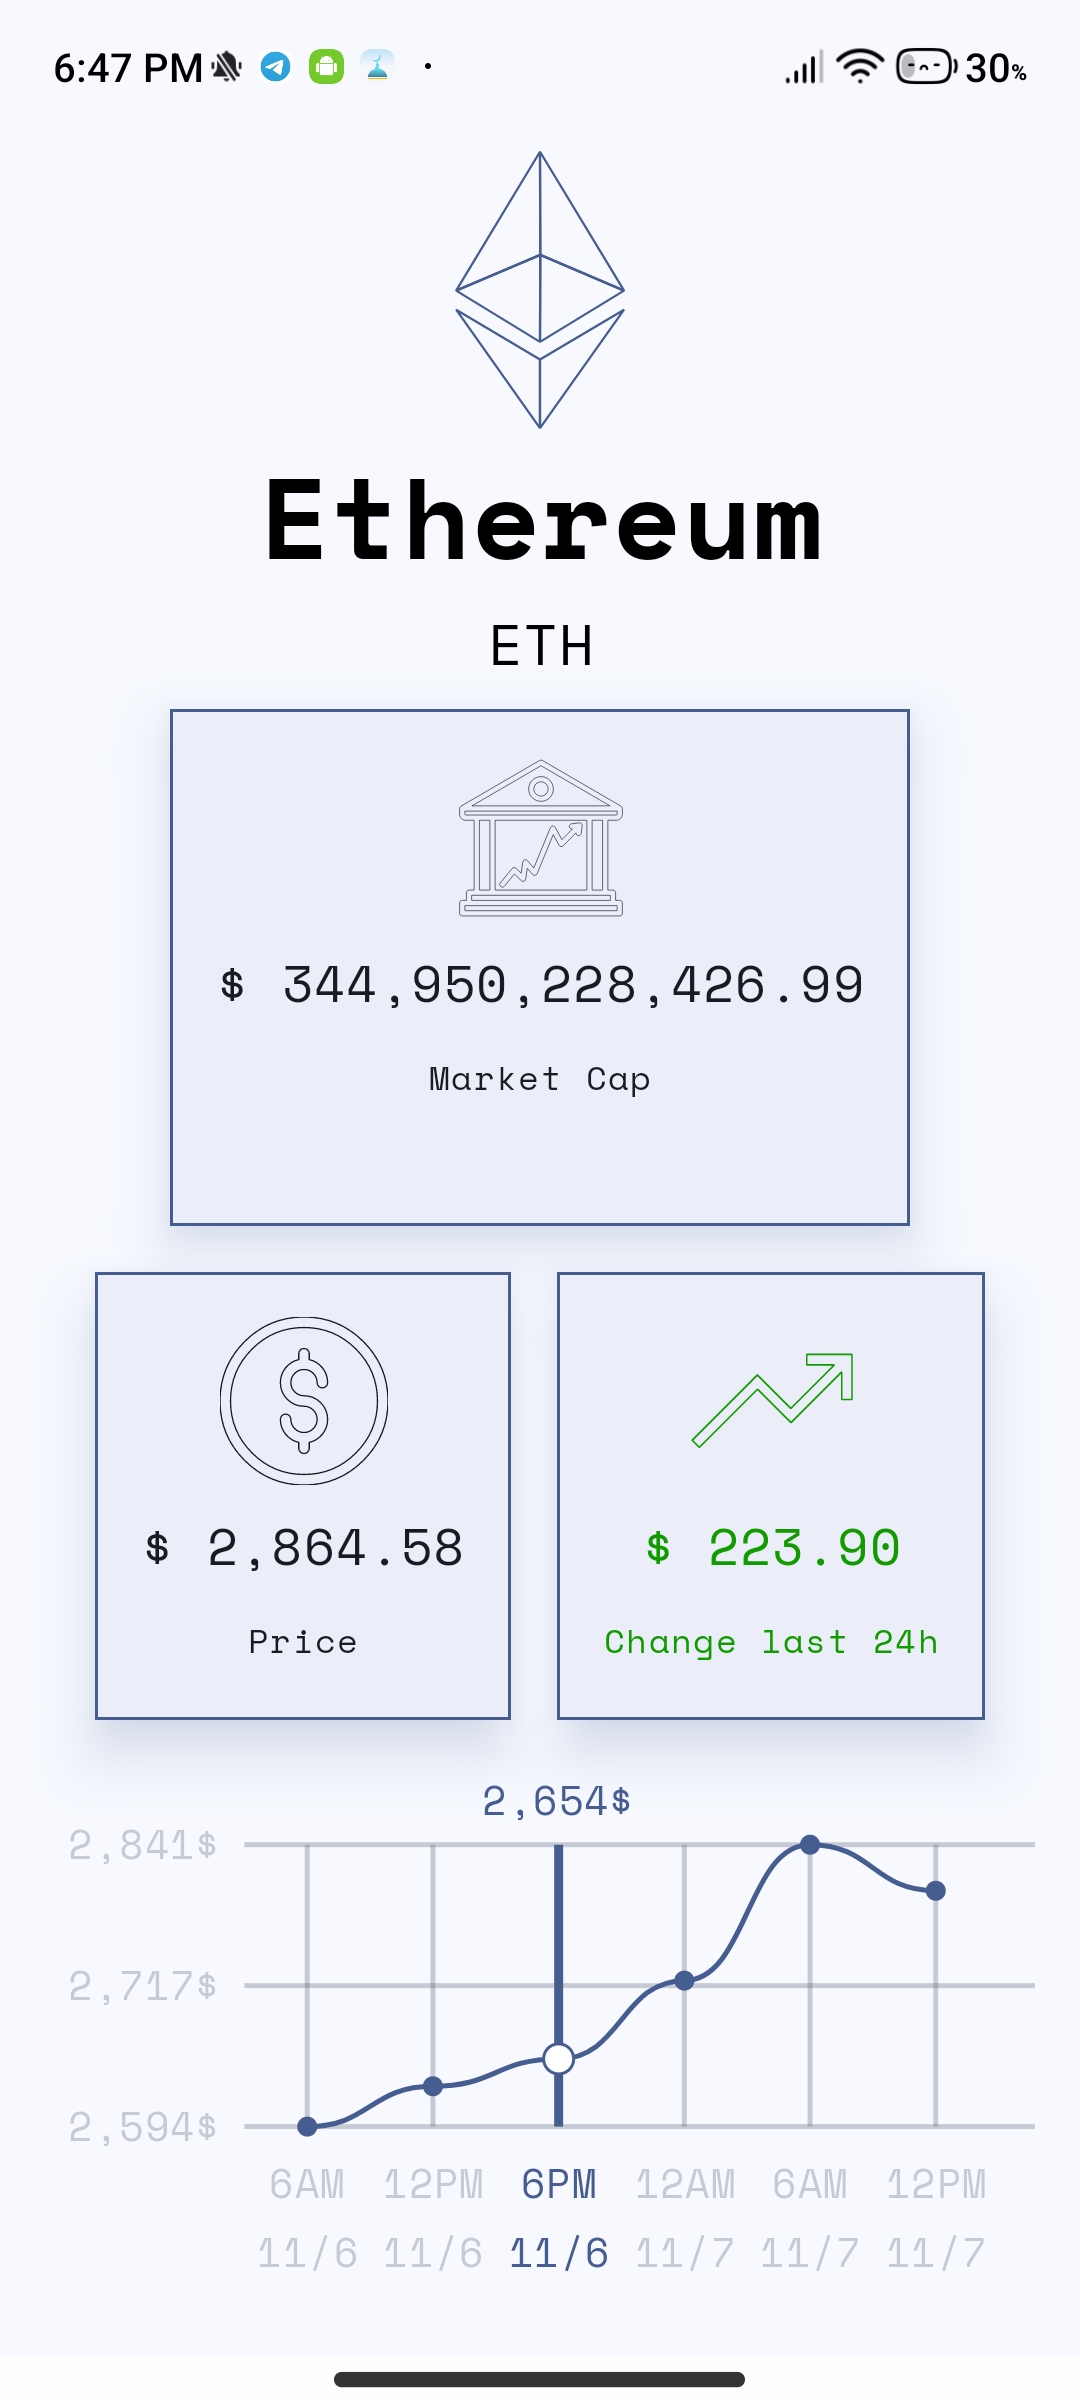 6:47 PM
30%
Ethereum
ETH
$ 344,950,228,426.99
Market Cap
$ 2,864.58
Price
$ 223.90
Change last 24h
2,654$
2,841$
2,717$
2,594$
6AM 12PM 6PM 12AM 6AM 12PM
11/6 11/6 11/6 11/7 11/7 11/7